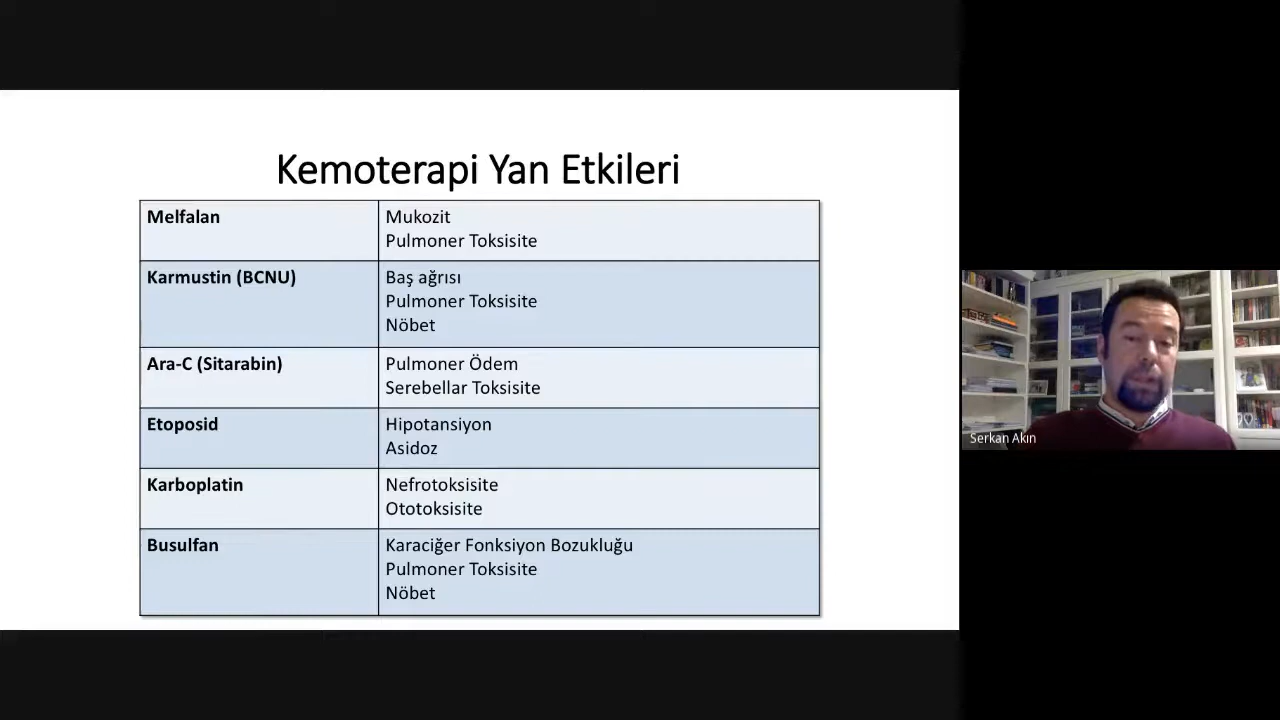 Kemoterapi Yan Etkileri
Melfalan
Mukozit
Pulmoner Toksisite
Karmustin (BCNU)
Baş ağrısı
Pulmoner Toksisite
Nöbet
Ara-C (Sitarabin)
Pulmoner Ödem
Serebellar Toksisite
Etoposid
Hipotansiyon
Asidoz
Karboplatin
Nefrotoksisite
Ototoksisite
Busulfan
Karaciğer Fonksiyon Bozukluğu
Pulmoner Toksisite
Nöbet
Serkan Akın